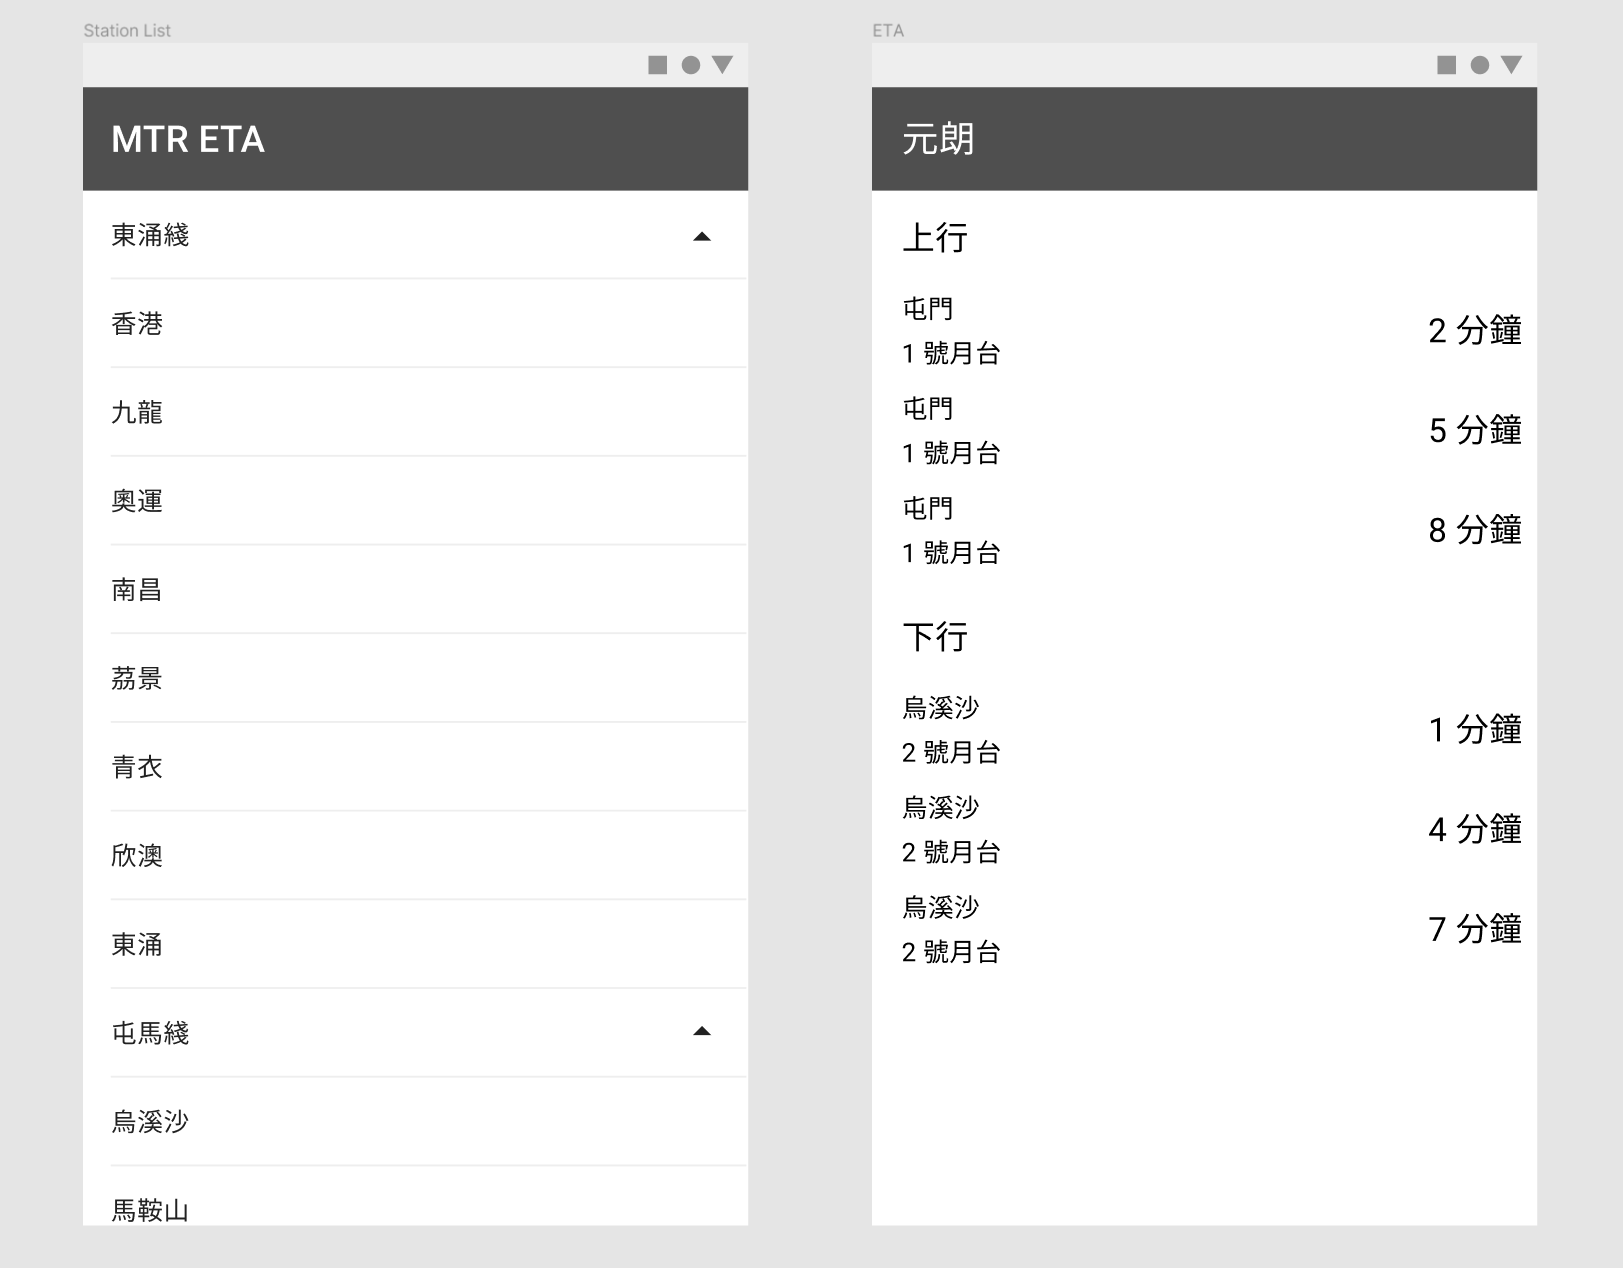 Station List
MTR ETA
東涌綫
香港
九龍
奧運
南昌
荔景
青衣
欣澳
東涌
屯馬綫
烏溪沙
馬鞍山
ETA
元朗
上行
屯門
1 號月台
2 分鐘
屯門
1 號月台
5 分鐘
屯門
1 號月台
8 分鐘
下行
烏溪沙
2 號月台
1 分鐘
烏溪沙
2 號月台
4 分鐘
烏溪沙
2 號月台
7 分鐘